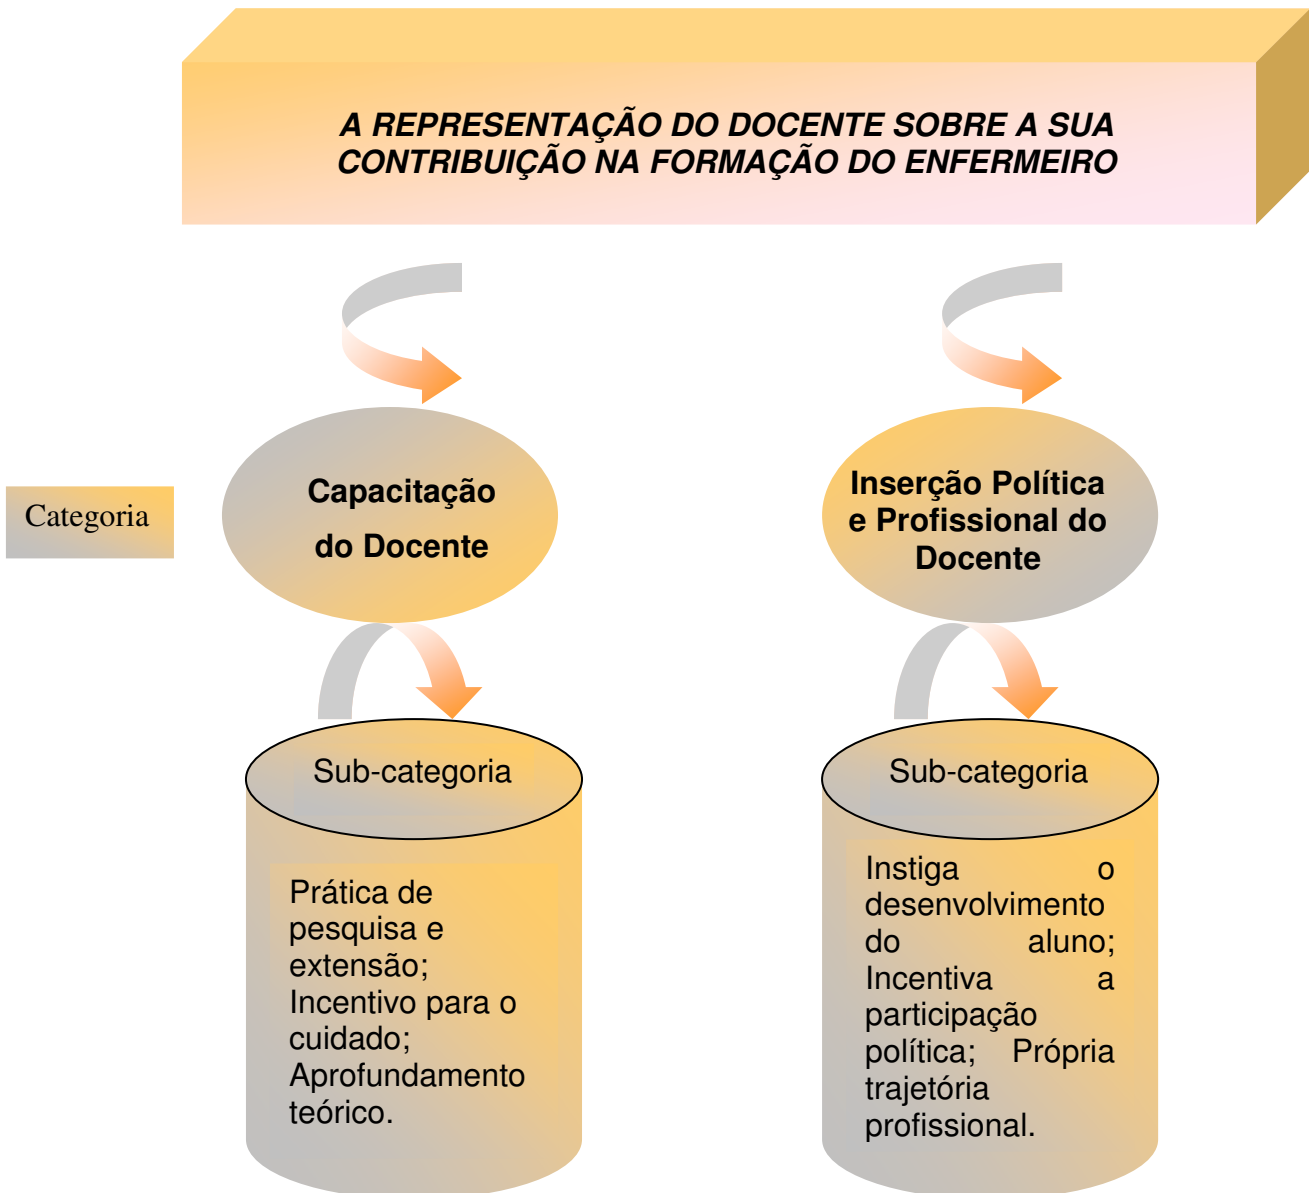 A REPRESENTAÇÃO DO DOCENTE SOBRE A SUA
CONTRIBUIÇÃO NA FORMAÇÃO DO ENFERMEIRO
Categoria
Capacitação
do Docente
Inserção Política
e Profissional do
Docente
Sub-categoria
Prática de
pesquisa e
extensão;
Incentivo para o
cuidado;
Aprofundamento
teórico.
Sub-categoria
Instiga o
desenvolvimento
do aluno;
Incentiva a
participação
política; Própria
trajetória
profissional.